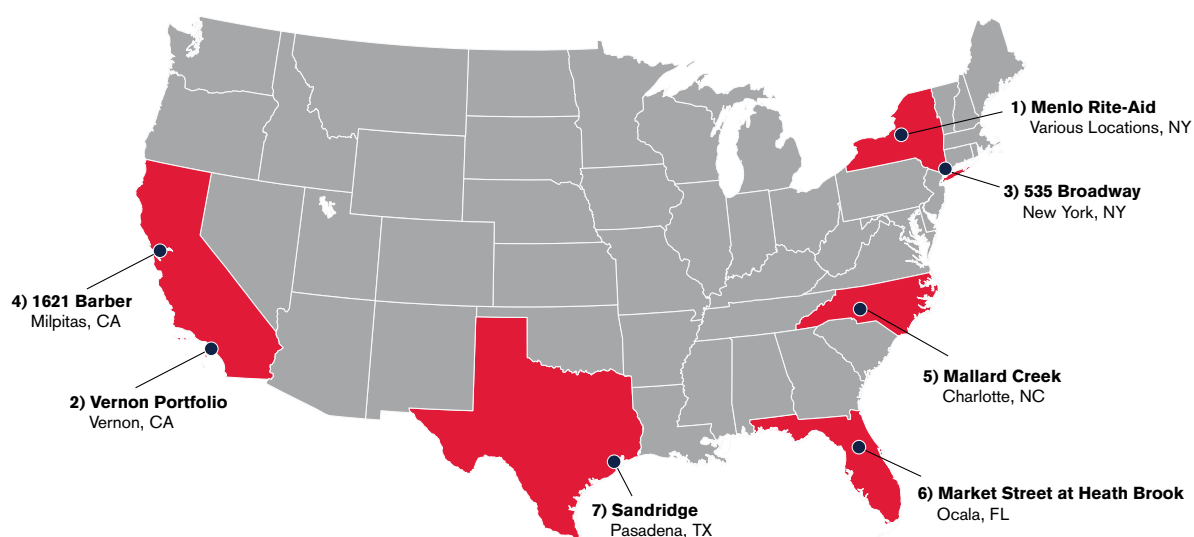 1) Menlo Rite-Aid
Various Locations, NY
3) 535 Broadway
New York, NY
4) 1621 Barber
Milpitas, CA
2) Vernon Portfolio
Vernon, CA
5) Mallard Creek
Charlotte, NC
6) Market Street at Heath Brook
Ocala, FL
7) Sandridge
Pasadena, TX